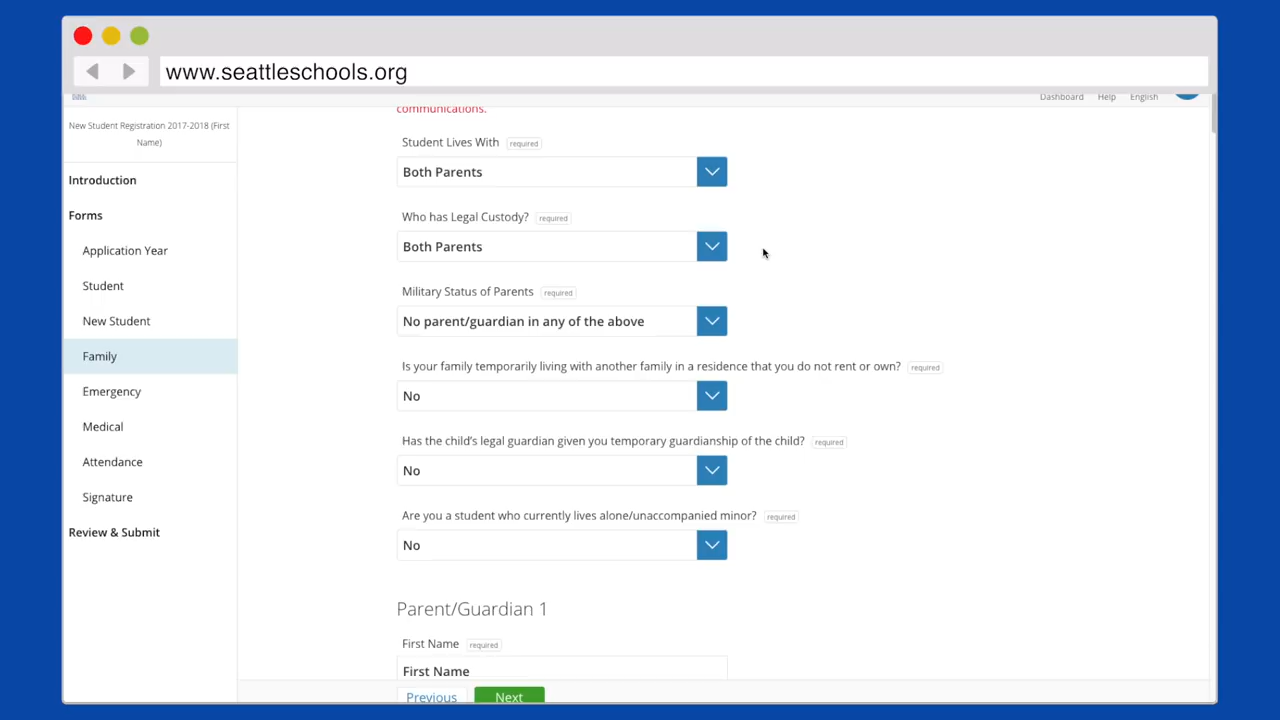 www.seattleschools.org
Dashboard Help English
New Student Registration 2017-2018 (First
Name)
Introduction
Forms
Application Year
Student
New Student
Family
Emergency
Medical
Attendance
Signature
Review & Submit
communications.
Student Lives With required
Both Parents
Who has Legal Custody? required
Both Parents
Military Status of Parents required
No parent/guardian in any of the above
Is your family temporarily living with another family in a residence that you do not rent or own? required
No
Has the child's legal guardian given you temporary guardianship of the child? required
No
Are you a student who currently lives alone/unaccompanied minor? required
No
Parent/Guardian 1
First Name required
First Name
Previous Next